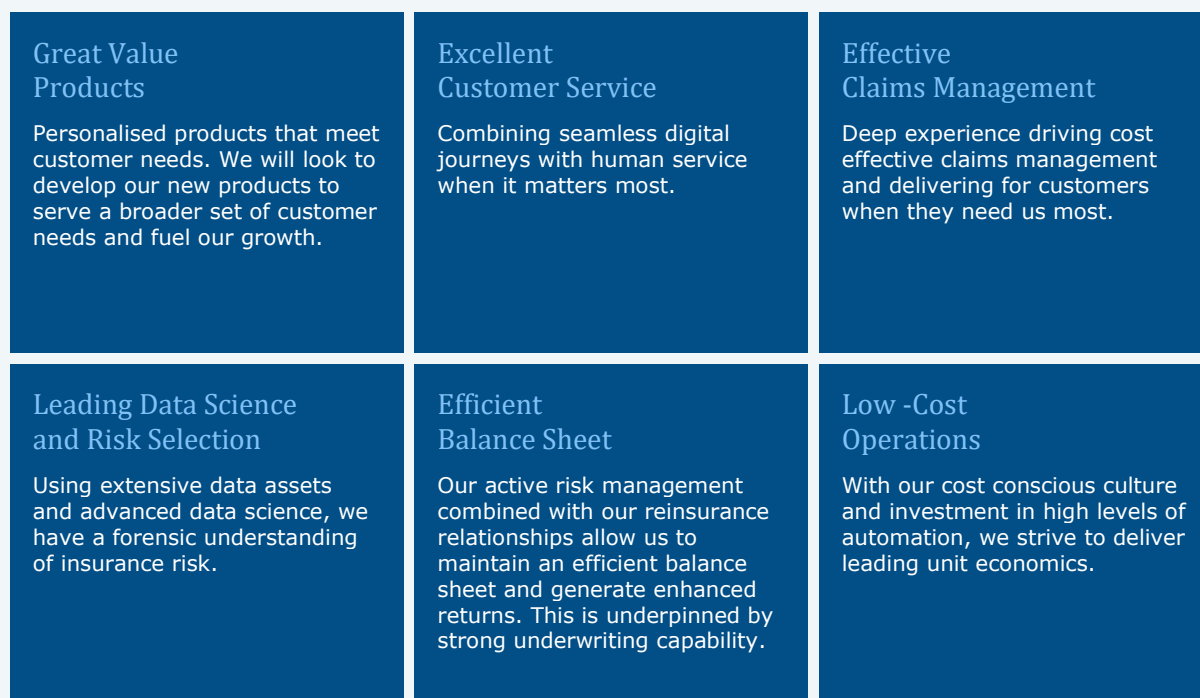 Great Value
Products
Personalised products that meet
customer needs. We will look to
develop our new products to
serve a broader set of customer
needs and fuel our growth.
Excellent
Customer Service
Combining seamless digital
journeys with human service
when it matters most.
Effective
Claims Management
Deep experience driving cost
effective claims management
and delivering for customers
when they need us most.
Leading Data Science
and Risk Selection
Using extensive data assets
and advanced data science, we
have a forensic understanding
of insurance risk.
Efficient
Balance Sheet
Our active risk management
combined with our reinsurance
relationships allow us to
maintain an efficient balance
sheet and generate enhanced
returns. This is underpinned by
strong underwriting capability.
Low -Cost
Operations
With our cost conscious culture
and investment in high levels of
automation, we strive to deliver
leading unit economics.